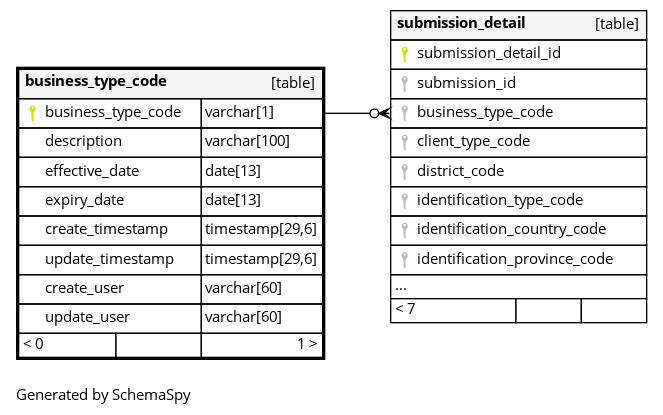 business_type_code [table]
business_type_code varchar[1]
description varchar[100]
effective_date date[13]
expiry_date date[13]
create_timestamp timestamp[29,6]
update_timestamp timestamp[29,6]
create_user varchar[60]
update_user varchar[60]
< 0 1 >
submission_detail [table]
submission_detail_id
submission_id
business_type_code
client_type_code
district_code
identification_type_code
identification_country_code
identification_province_code
...
< 7
Generated by SchemaSpy